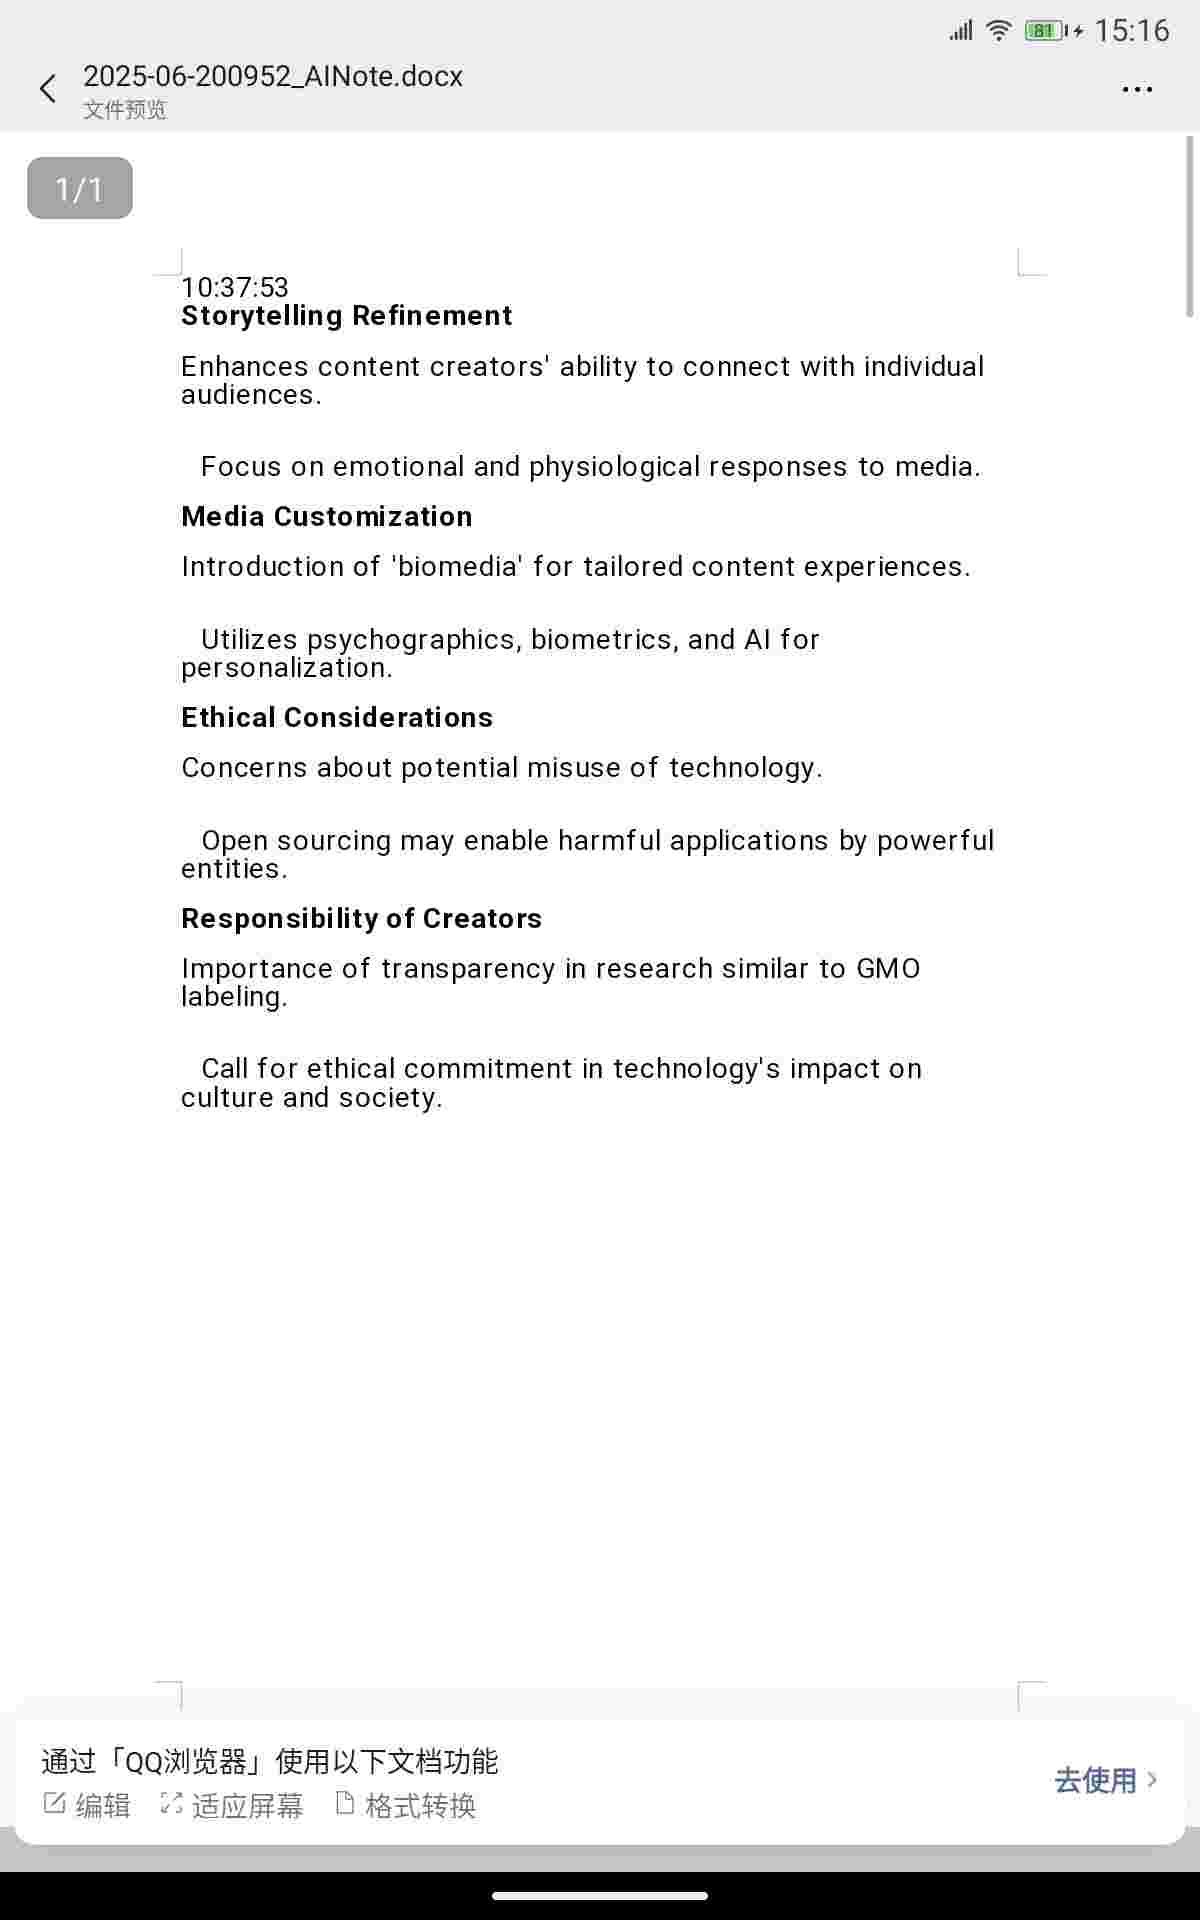 81 15:16
2025-06-200952_AINote.docx
文件预览
1/1
10:37:53
Storytelling Refinement
Enhances content creators' ability to connect with individual
audiences.
Focus on emotional and physiological responses to media.
Media Customization
Introduction of 'biomedia' for tailored content experiences.
Utilizes psychographics, biometrics, and AI for
personalization.
Ethical Considerations
Concerns about potential misuse of technology.
Open sourcing may enable harmful applications by powerful
entities.
Responsibility of Creators
Importance of transparency in research similar to GMO
labeling.
Call for ethical commitment in technology's impact on
culture and society.
通过「QQ浏览器」使用以下文档功能
去使用
编辑 适应屏幕 格式转换